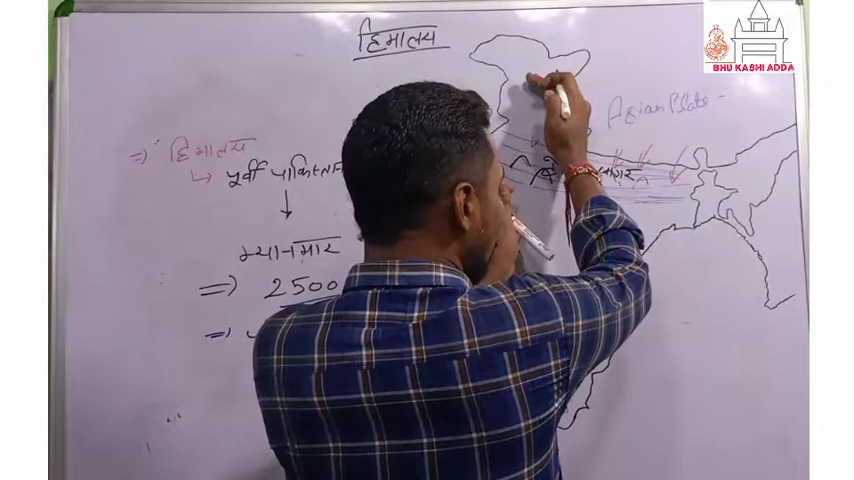 हिमालय
BHU KASHI ADDA
Asian Plate -
=) हिमालय
पूर्वी पाकिस्तान
म्यानमार
=) 2500